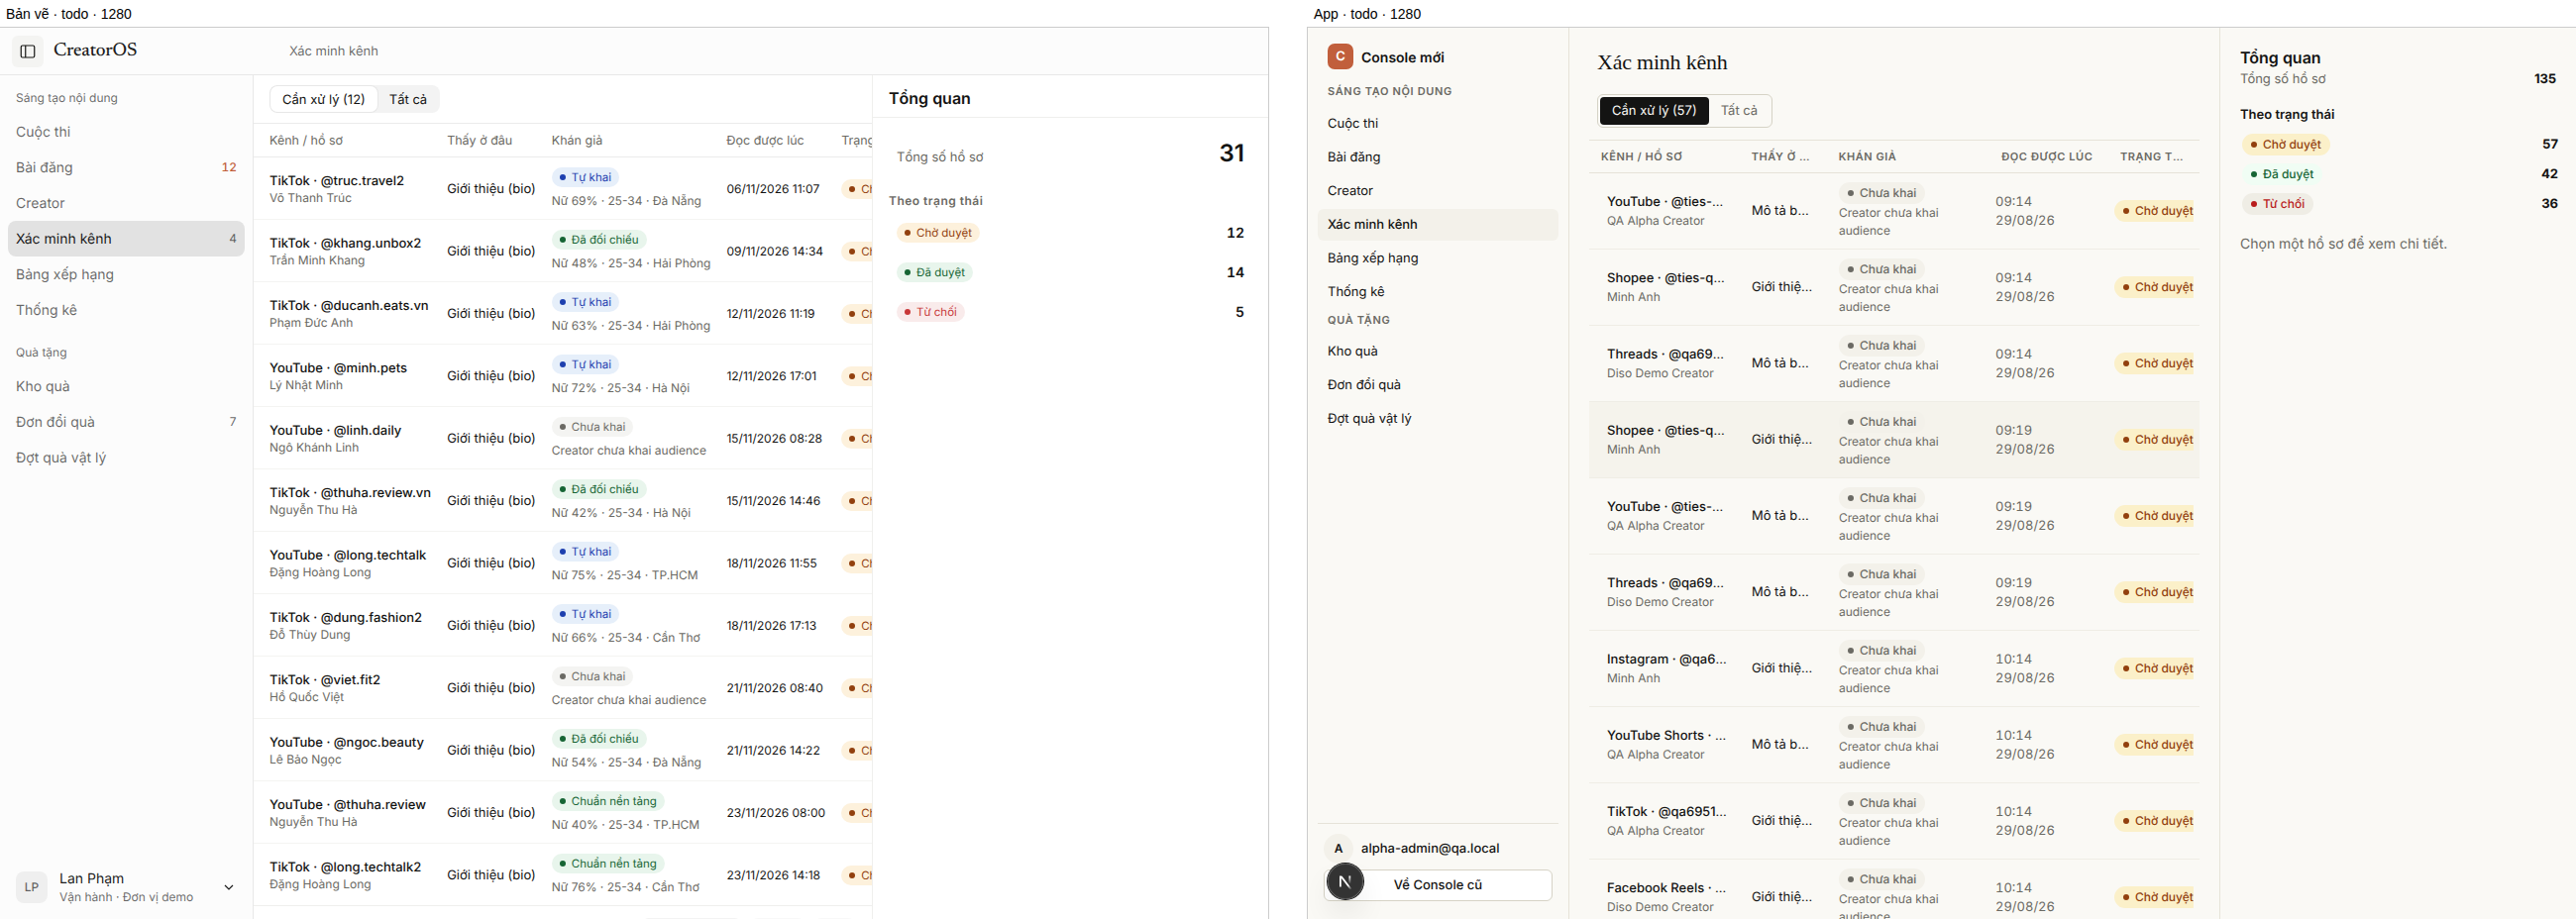 Bản vẽ · todo · 1280
CreatorOS
Xác minh kênh
Sáng tạo nội dung
Cuộc thi
Bài đăng 12
Creator
Xác minh kênh 4
Bảng xếp hạng
Thống kê
Quà tặng
Kho quà
Đơn đổi quà 7
Đợt quà vật lý
LP
Lan Phạm
Vận hành · Đơn vị demo
Cần xử lý (12) Tất cả
Kênh / hồ sơ Thấy ở đâu Khán giả Đọc được lúc Trạng
TikTok · @truc.travel2
Võ Thanh Trúc
Giới thiệu (bio)
Tự khai
Nữ 69% · 25-34 · Đà Nẵng
06/11/2026 11:07
TikTok · @khang.unbox2
Trần Minh Khang
Giới thiệu (bio)
Đã đối chiếu
Nữ 48% · 25-34 · Hải Phòng
09/11/2026 14:34
TikTok · @ducanh.eats.vn
Phạm Đức Anh
Giới thiệu (bio)
Tự khai
Nữ 63% · 25-34 · Hải Phòng
12/11/2026 11:19
YouTube · @minh.pets
Lý Nhật Minh
Giới thiệu (bio)
Tự khai
Nữ 72% · 25-34 · Hà Nội
12/11/2026 17:01
YouTube · @linh.daily
Ngô Khánh Linh
Giới thiệu (bio)
Chưa khai
Creator chưa khai audience
15/11/2026 08:28
TikTok · @thuha.review.vn
Nguyễn Thu Hà
Giới thiệu (bio)
Đã đối chiếu
Nữ 42% · 25-34 · Hà Nội
15/11/2026 14:46
YouTube · @long.techtalk
Đặng Hoàng Long
Giới thiệu (bio)
Tự khai
Nữ 75% · 25-34 · TP.HCM
18/11/2026 11:55
TikTok · @dung.fashion2
Đỗ Thùy Dung
Giới thiệu (bio)
Tự khai
Nữ 66% · 25-34 · Cần Thơ
18/11/2026 17:13
TikTok · @viet.fit2
Hồ Quốc Việt
Giới thiệu (bio)
Chưa khai
Creator chưa khai audience
21/11/2026 08:40
YouTube · @ngoc.beauty
Lê Bảo Ngọc
Giới thiệu (bio)
Đã đối chiếu
Nữ 54% · 25-34 · Đà Nẵng
21/11/2026 14:22
YouTube · @thuha.review
Nguyễn Thu Hà
Giới thiệu (bio)
Chuẩn nền tảng
Nữ 40% · 25-34 · TP.HCM
23/11/2026 08:00
TikTok · @long.techtalk2
Đặng Hoàng Long
Giới thiệu (bio)
Chuẩn nền tảng
Nữ 76% · 25-34 · Cần Thơ
23/11/2026 14:18
Tổng quan
Tổng số hồ sơ 31
Theo trạng thái
Chờ duyệt 12
Đã duyệt 14
Từ chối 5
App · todo · 1280
C Console mới
SÁNG TẠO NỘI DUNG
Cuộc thi
Bài đăng
Creator
Xác minh kênh
Bảng xếp hạng
Thống kê
QUÀ TẶNG
Kho quà
Đơn đổi quà
Đợt quà vật lý
A alpha-admin@qa.local
N
Về Console cũ
Xác minh kênh
Cần xử lý (57) Tất cả
KÊNH / HỒ SƠ THẤY Ở ... KHÁN GIẢ ĐỌC ĐƯỢC LÚC TRẠNG T...
YouTube · @ties-...
QA Alpha Creator
Mô tả b...
Chưa khai
Creator chưa khai
audience
09:14
29/08/26
Chờ duyệt
Shopee · @ties-q...
Minh Anh
Giới thiệ...
Chưa khai
Creator chưa khai
audience
09:14
29/08/26
Chờ duyệt
Threads · @qa69...
Diso Demo Creator
Mô tả b...
Chưa khai
Creator chưa khai
audience
09:14
29/08/26
Chờ duyệt
Shopee · @ties-q...
Minh Anh
Giới thiệ...
Chưa khai
Creator chưa khai
audience
09:19
29/08/26
Chờ duyệt
YouTube · @ties-...
QA Alpha Creator
Mô tả b...
Chưa khai
Creator chưa khai
audience
09:19
29/08/26
Chờ duyệt
Threads · @qa69...
Diso Demo Creator
Mô tả b...
Chưa khai
Creator chưa khai
audience
09:19
29/08/26
Chờ duyệt
Instagram · @qa6...
Minh Anh
Giới thiệ...
Chưa khai
Creator chưa khai
audience
10:14
29/08/26
Chờ duyệt
YouTube Shorts · ...
QA Alpha Creator
Mô tả b...
Chưa khai
Creator chưa khai
audience
10:14
29/08/26
Chờ duyệt
TikTok · @qa6951...
QA Alpha Creator
Giới thiệ...
Chưa khai
Creator chưa khai
audience
10:14
29/08/26
Chờ duyệt
Facebook Reels · ...
Diso Demo Creator
Giới thiệ...
Chưa khai
Creator chưa khai
audience
10:14
29/08/26
Chờ duyệt
Tổng quan
Tổng số hồ sơ 135
Theo trạng thái
Chờ duyệt 57
Đã duyệt 42
Từ chối 36
Chọn một hồ sơ để xem chi tiết.